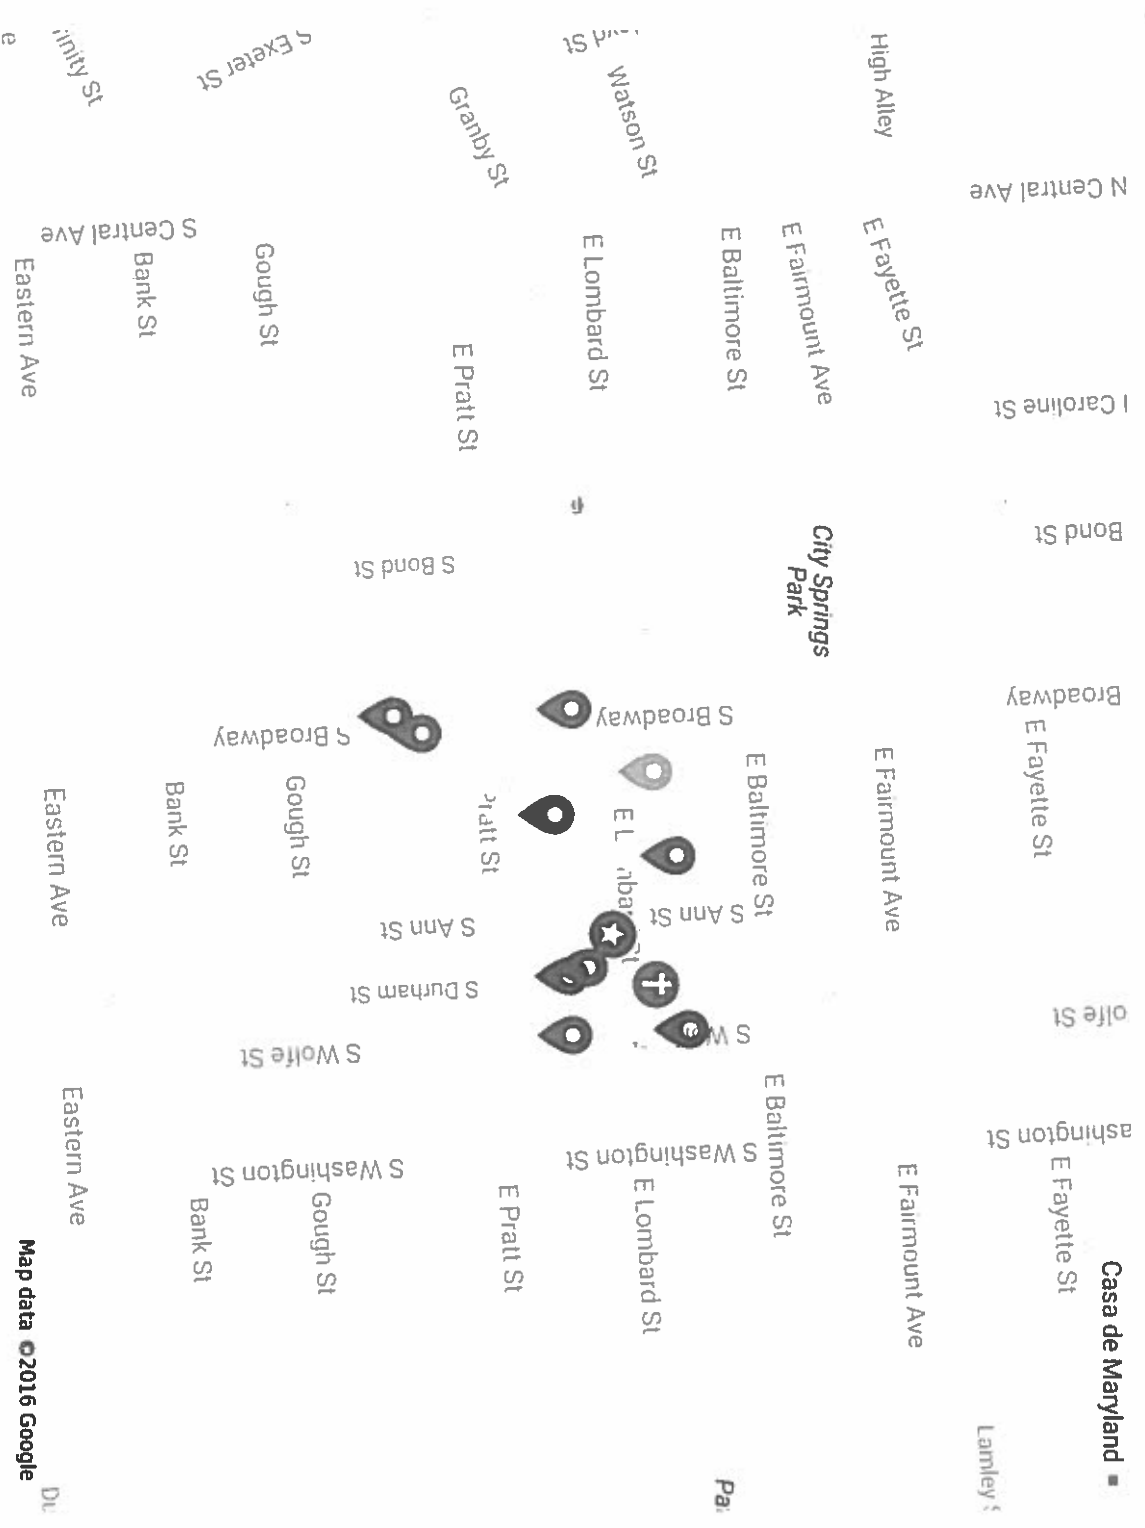 N Central Ave
Caroline St
Bond St
Broadway
olfe St
ashington St
Casa de Maryland
E Fayette St
E Fayette St
Lamley
High Alley
E Fayette St
E Fairmount Ave
E Fairmount Ave
E Fairmount Ave
City Springs
Park
E Baltimore St
E Baltimore St
E Baltimore St
Watson St
S Broadway
S Ann St
S Washington St
E Lombard St
E Lombard St
Granby St
E Pratt St
Pratt St
E Pratt St
S Bond St
S Ann St
S Durham St
S Exeter St
Gough St
S Broadway
Gough St
S Wolfe St
S Washington St
Gough St
S Central Ave
Bank St
Bank St
Bank St
inity St
Eastern Ave
Eastern Ave
Eastern Ave
Map data ©2016 Google